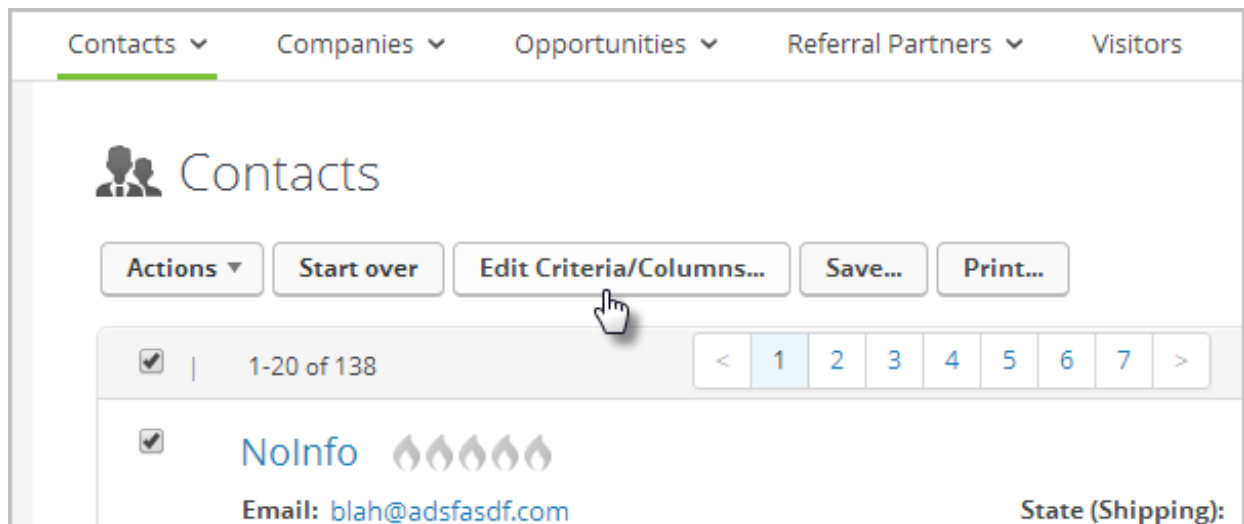 Contacts Companies Opportunities Referral Partners Visitors
Contacts
Actions Start over Edit Criteria/Columns... Save... Print...
| 1-20 of 138 < 1 2 3 4 5 6 7 >
NoInfo
Email: blah@adsfasdf.com State (Shipping):